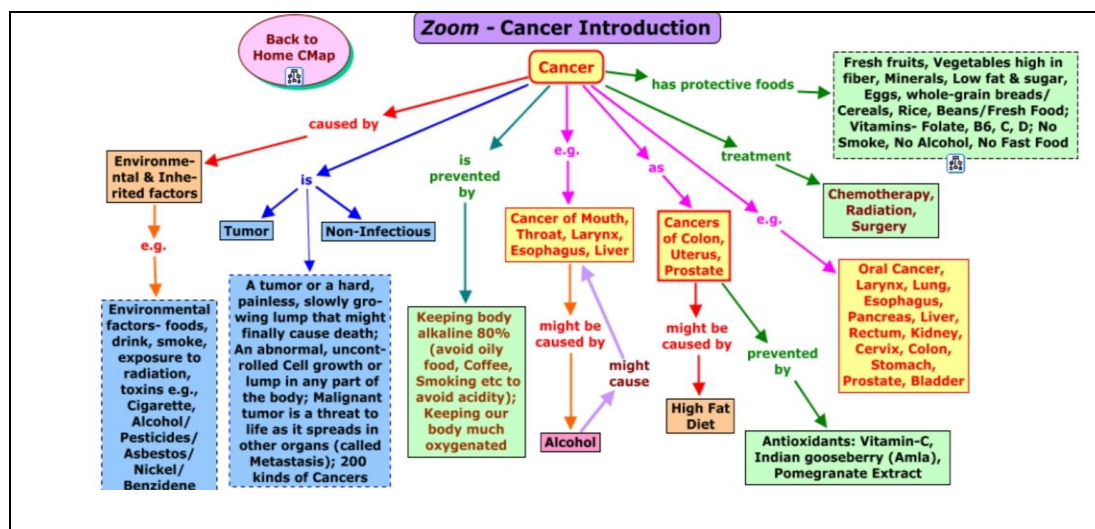 Zoom - Cancer Introduction
Back to
Home CMap
Cancer
has protective foods
Fresh fruits, Vegetables high in
fiber, Minerals, Low fat & sugar,
Eggs, whole-grain breads/
Cereals, Rice, Beans/Fresh Food;
Vitamins- Folate, B6, C, D; No
Smoke, No Alcohol, No Fast Food
caused by
Environme-
ntal & Inhe-
rited factors
e.g.
Environmental
factors- foods,
drink, smoke,
exposure to
radiation,
toxins e.g.,
Cigarette,
Alcohol/
Pesticides/
Asbestos/
Nickel/
Benzidene
is
Tumor
Non-Infectious
A tumor or a hard,
painless, slowly gro-
wing lump that might
finally cause death;
An abnormal, uncont-
rolled Cell growth or
lump in any part of
the body; Malignant
tumor is a threat to
life as it spreads in
other organs (called
Metastasis); 200
kinds of Cancers
is
prevented
by
Keeping body
alkaline 80%
(avoid oily
food, Coffee,
Smoking etc to
avoid acidity);
Keeping our
body much
oxygenated
e.g.
Cancer of Mouth,
Throat, Larynx,
Esophagus, Liver
might be
caused by
Alcohol
might
cause
as
Cancers
of Colon,
Uterus,
Prostate
might be
caused by
High Fat
Diet
prevented
by
Antioxidants: Vitamin-C,
Indian gooseberry (Amla),
Pomegranate Extract
treatment
Chemotherapy,
Radiation,
Surgery
e.g.
Oral Cancer,
Larynx, Lung,
Esophagus,
Pancreas, Liver,
Rectum, Kidney,
Cervix, Colon,
Stomach,
Prostate, Bladder